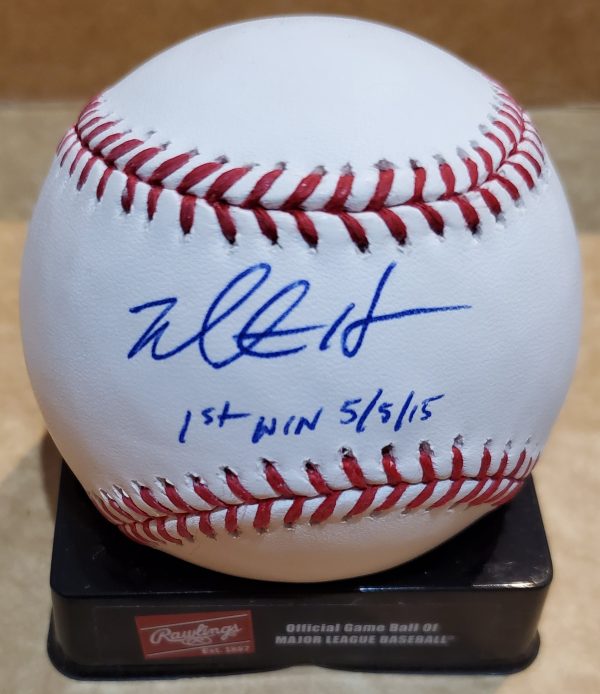 1st WIN 5/5/15
Rawlings
Est. 1887
Official Game Ball Of
MAJOR LEAGUE BASEBALL